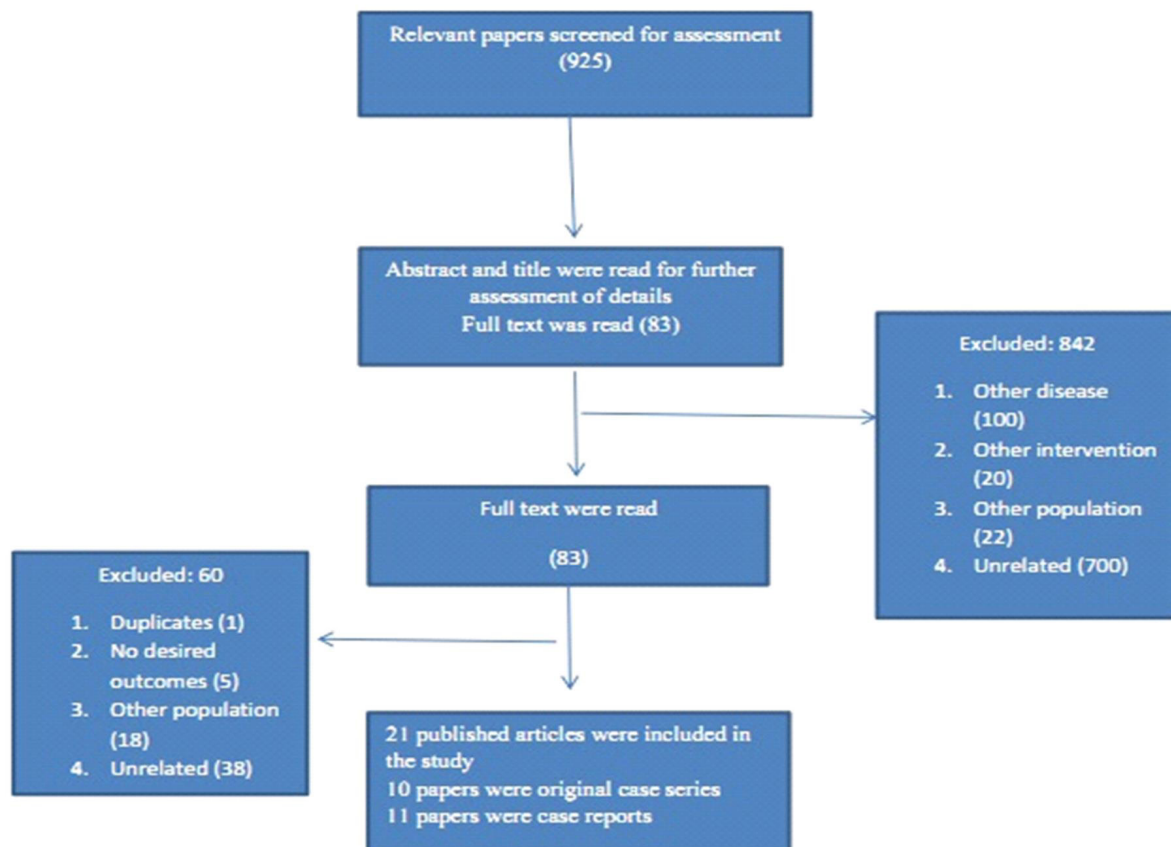 Relevant papers screened for assessment
(925)
Abstract and title were read for further
assessment of details
Full text was read (83)
Excluded: 842
1. Other disease
(100)
2. Other intervention
(20)
3. Other population
(22)
4. Unrelated (700)
Full text were read
(83)
Excluded: 60
1. Duplicates (1)
2. No desired
outcomes (5)
3. Other population
(18)
4. Unrelated (38)
21 published articles were included in
the study
10 papers were original case series
11 papers were case reports